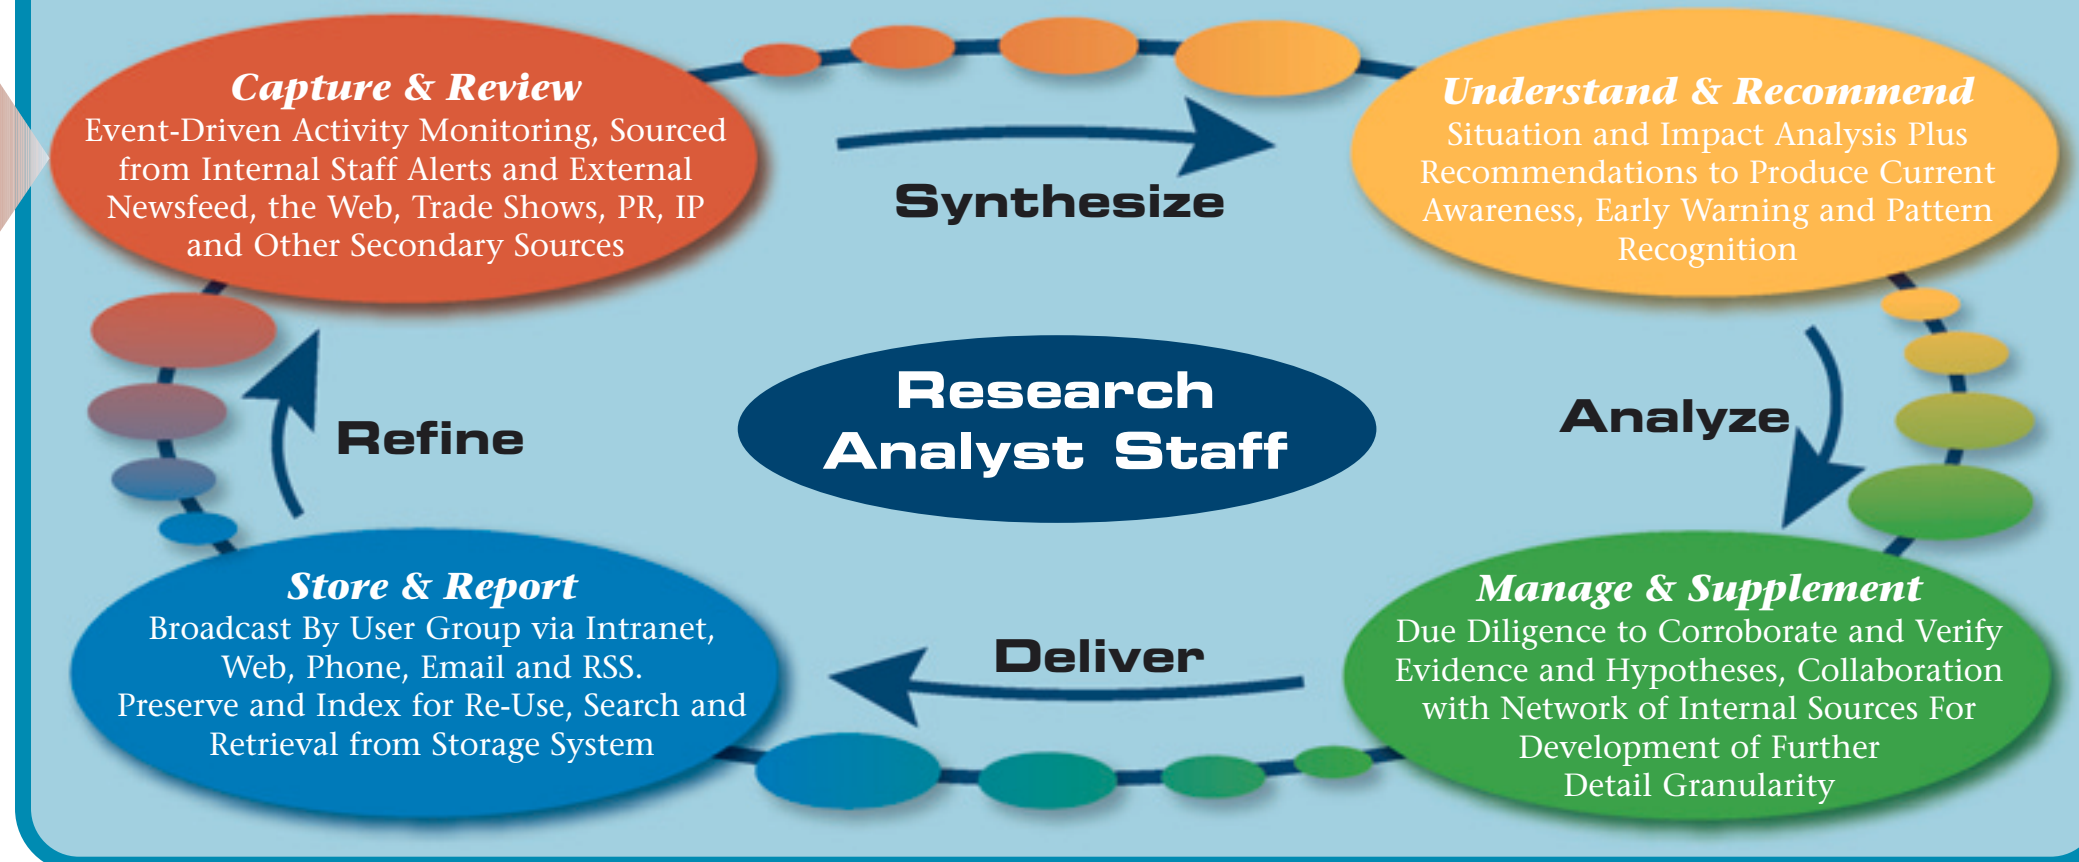 Capture & Review
Event-Driven Activity Monitoring, Sourced
from Internal Staff Alerts and External
Newsfeed, the Web, Trade Shows, PR, IP
and Other Secondary Sources
Synthesize
Understand & Recommend
Situation and Impact Analysis Plus
Recommendations to Produce Current
Awareness, Early Warning and Pattern
Recognition
Refine
Research
Analyst Staff
Analyze
Store & Report
Broadcast By User Group via Intranet,
Web, Phone, Email and RSS.
Preserve and Index for Re-Use, Search and
Retrieval from Storage System
Deliver
Manage & Supplement
Due Diligence to Corroborate and Verify
Evidence and Hypotheses, Collaboration
with Network of Internal Sources For
Development of Further
Detail Granularity